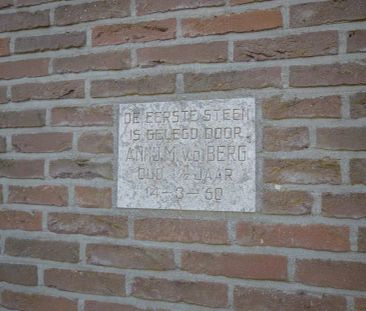 DE EERSTE STEEN
IS GELEGD DOOR
V.D. BERG
OUD JAAR
14-3-60